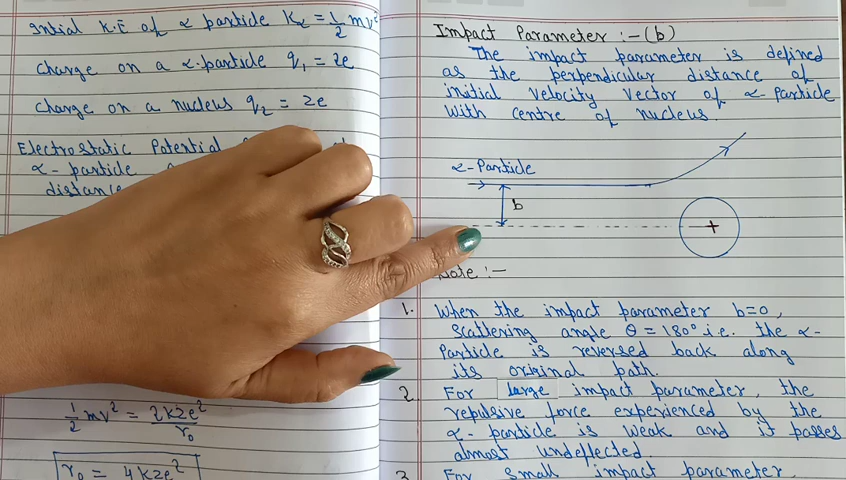 Intial K.E of α particle K₂ = 1/2 mv²
Charge on a α-particle q₁ = 2e
Charge on a nucleus q₂ = Ze
Electrostatic Potential
α-particle
distance
1/2 mv² = 2KZe²/r₀
r₀ = 4KZe²
Impact Parameter :- (b)
The impact parameter is defined
as the perpendicular distance of
initial velocity vector of α-Particle
with centre of nucleus.
α-Particle
b
+
Note :-
1. When the impact parameter b=0,
scattering angle θ = 180° i.e. the α-
Particle is reversed back along
its original path.
2. For large impact parameter, the
repulsive force experienced by the
α-particle is weak and it passes
almost undeflected.
3. For small impact parameter,